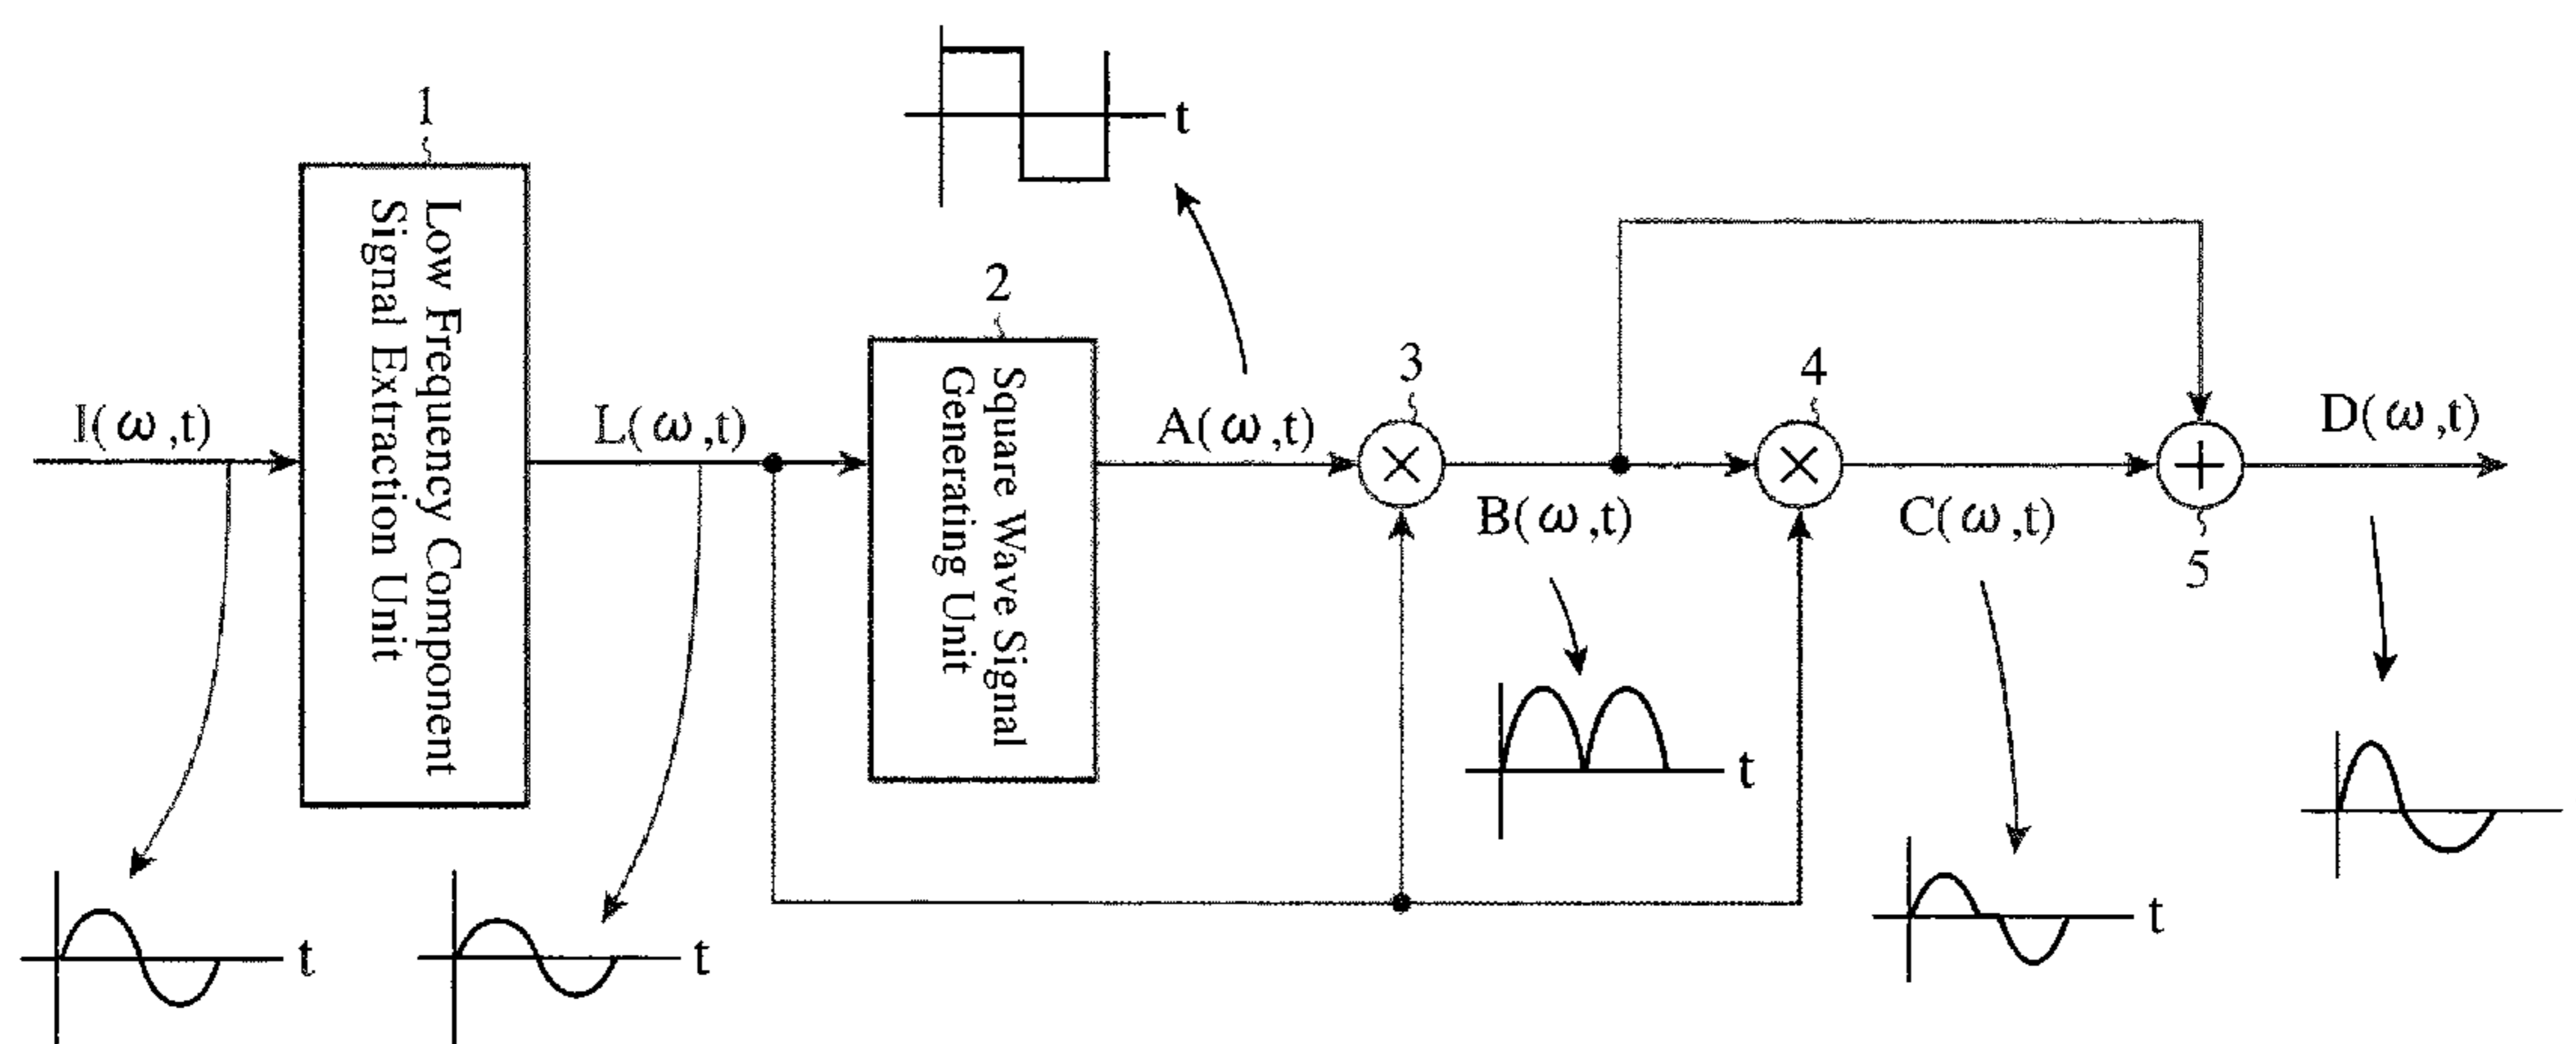 1
Low Frequency Component
Signal Extraction Unit
I(ω,t)
t
L(ω,t)
t
2
Square Wave Signal
Generating Unit
t
A(ω,t)
3
×
B(ω,t)
t
4
×
C(ω,t)
t
+
5
D(ω,t)